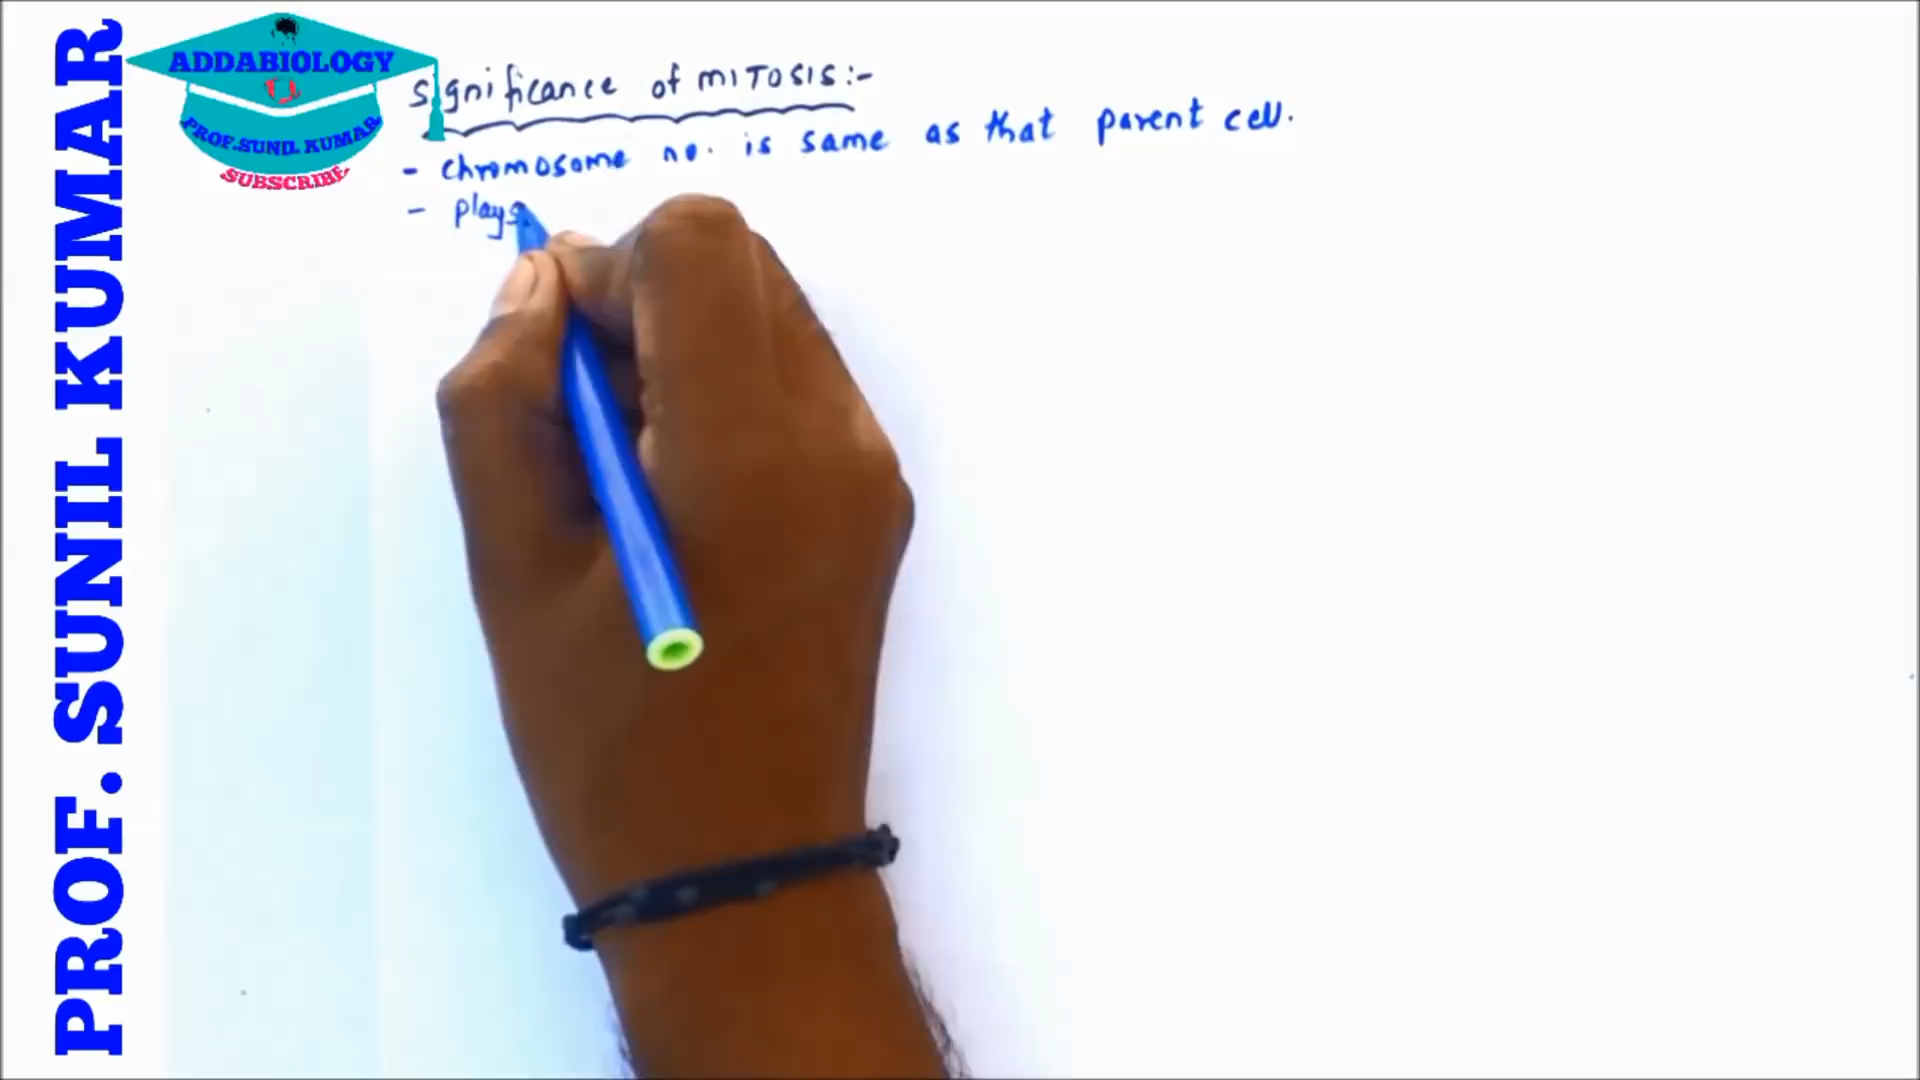 PROF. SUNIL KUMAR
ADDABIOLOGY
PROF.SUNIL KUMAR
SUBSCRIBE
significance of MITOSIS:-
- chromosome no. is same as that parent cell.
- plays